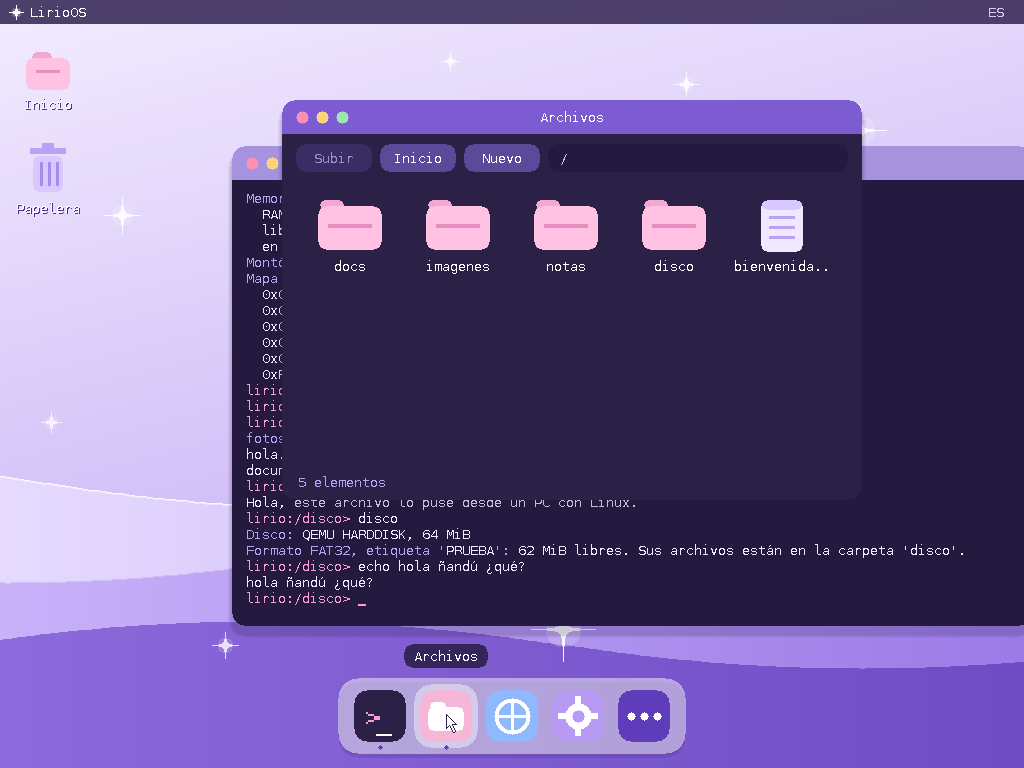 LirioOS
ES
Inicio
Papelera
Archivos
Subir
Inicio
Nuevo
/
docs
imagenes
notas
disco
bienvenida..
5 elementos
Mapa
Hola, este archivo lo puse desde un PC con Linux.
lirio:/disco> disco
Disco: QEMU HARDDISK, 64 MiB
Formato FAT32, etiqueta 'PRUEBA': 62 MiB libres. Sus archivos están en la carpeta 'disco'.
lirio:/disco> echo hola ñandú ¿qué?
hola ñandú ¿qué?
lirio:/disco> _
Archivos
>_